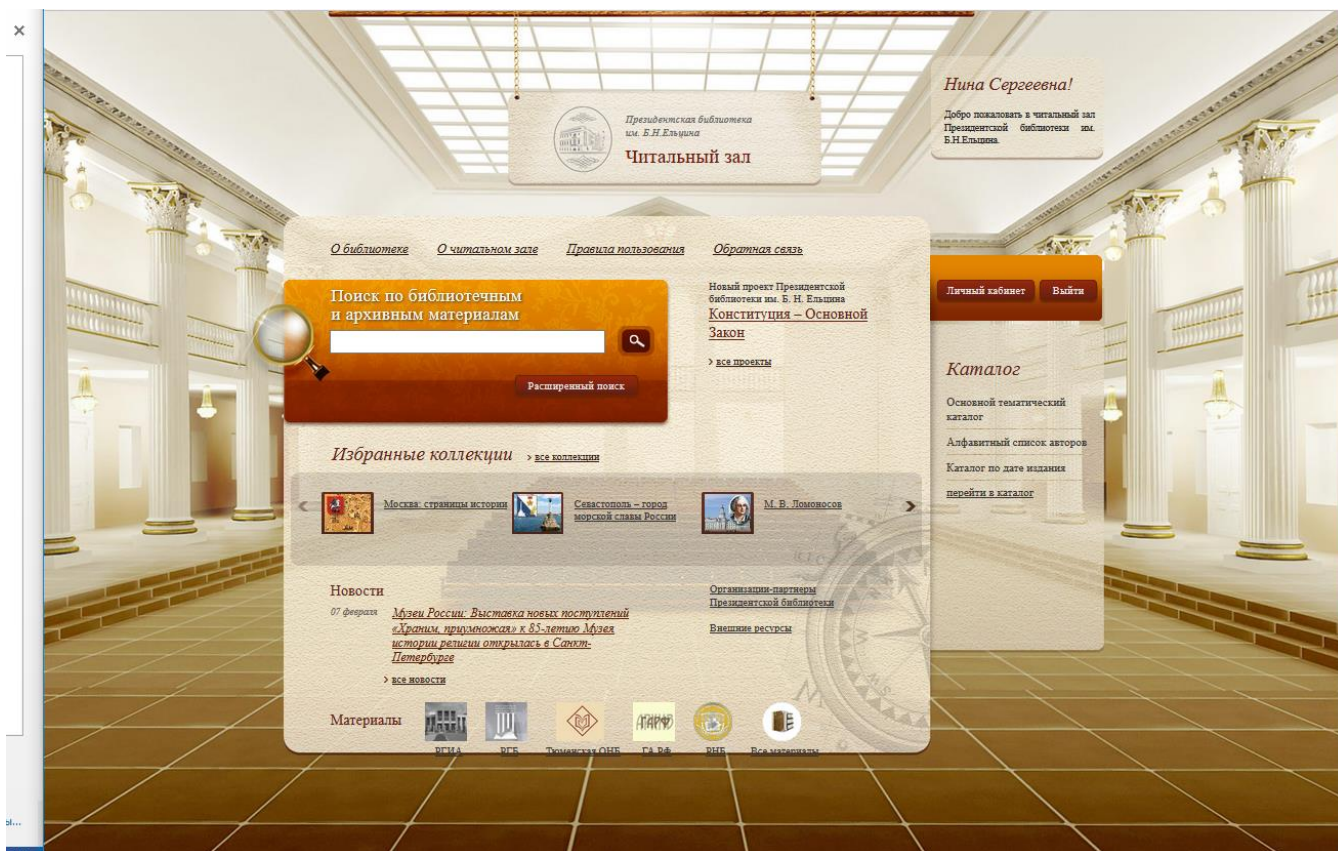 Президентская библиотека
им. Б.Н.Ельцина
Читальный зал
Нина Сергеевна!
Добро пожаловать в читальный зал
Президентской библиотеки им.
Б.Н.Ельцина.
О библиотеке О читальном зале Правила пользования Обратная связь
Поиск по библиотечным
и архивным материалам
Расширенный поиск
Новый проект Президентской
библиотеки им. Б. Н. Ельцина
Конституция – Основной
Закон
все проекты
Личный кабинет Выйти
Каталог
Основной тематический
каталог
Алфавитный список авторов
Каталог по дате издания
перейти в каталог
Избранные коллекции все коллекции
Москва: страницы истории
Севастополь – город
морской славы России
М. В. Ломоносов
Новости
07 февраля
Музеи России: Выставка новых поступлений
«Храним, приумножая» к 85-летию Музея
истории религии открылась в Санкт-
Петербурге
все новости
Организации-партнеры
Президентской библиотеки
Внешние ресурсы
Материалы
РГИА РГБ Тюменская ОНБ ГА РФ РНБ Все материалы
ы...